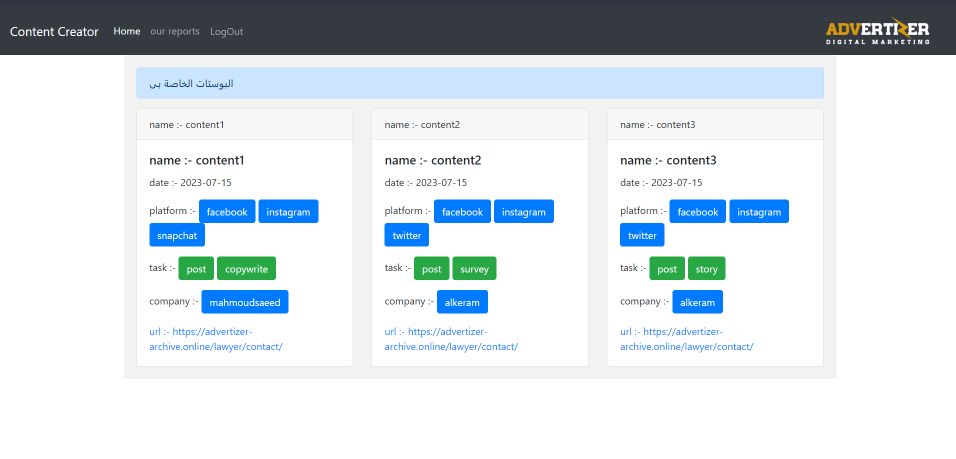 Content Creator Home our reports LogOut
ADVERTIZER
DIGITAL MARKETING
البوستات الخاصة بى
name :- content1
name :- content1
date :- 2023-07-15
platform :- facebook instagram
snapchat
task :- post copywrite
company :- mahmoudsaeed
url :- https://advertizer-
archive.online/lawyer/contact/
name :- content2
name :- content2
date :- 2023-07-15
platform :- facebook instagram
twitter
task :- post survey
company :- alkeram
url :- https://advertizer-
archive.online/lawyer/contact/
name :- content3
name :- content3
date :- 2023-07-15
platform :- facebook instagram
twitter
task :- post story
company :- alkeram
url :- https://advertizer-
archive.online/lawyer/contact/